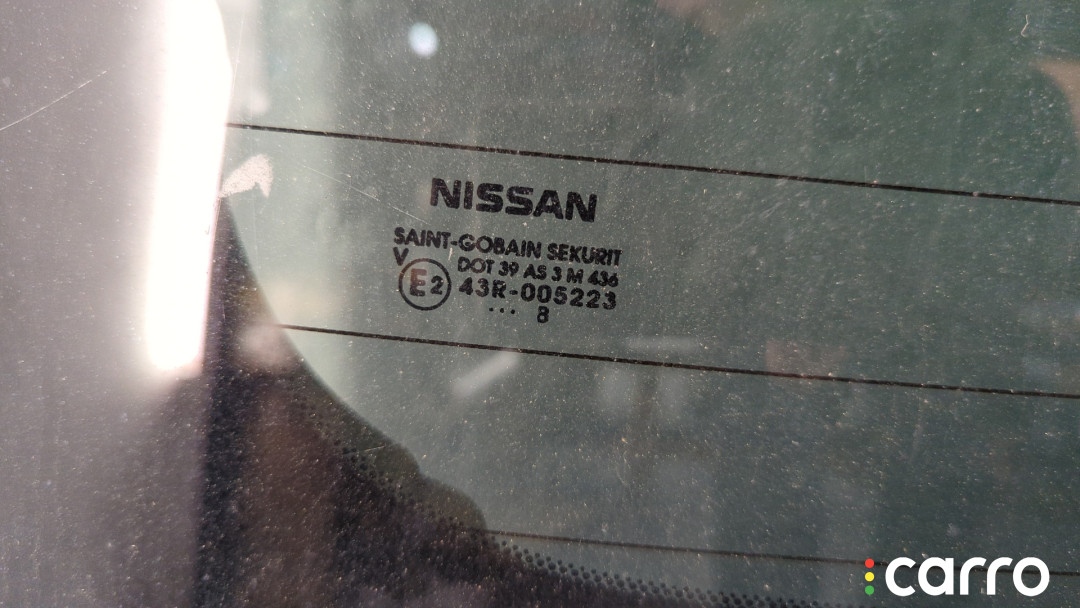 NISSAN
SAINT-GOBAIN SEKURIT
V
DOT 39 AS 3 M 436
E2
43R-005223
... 8
carro